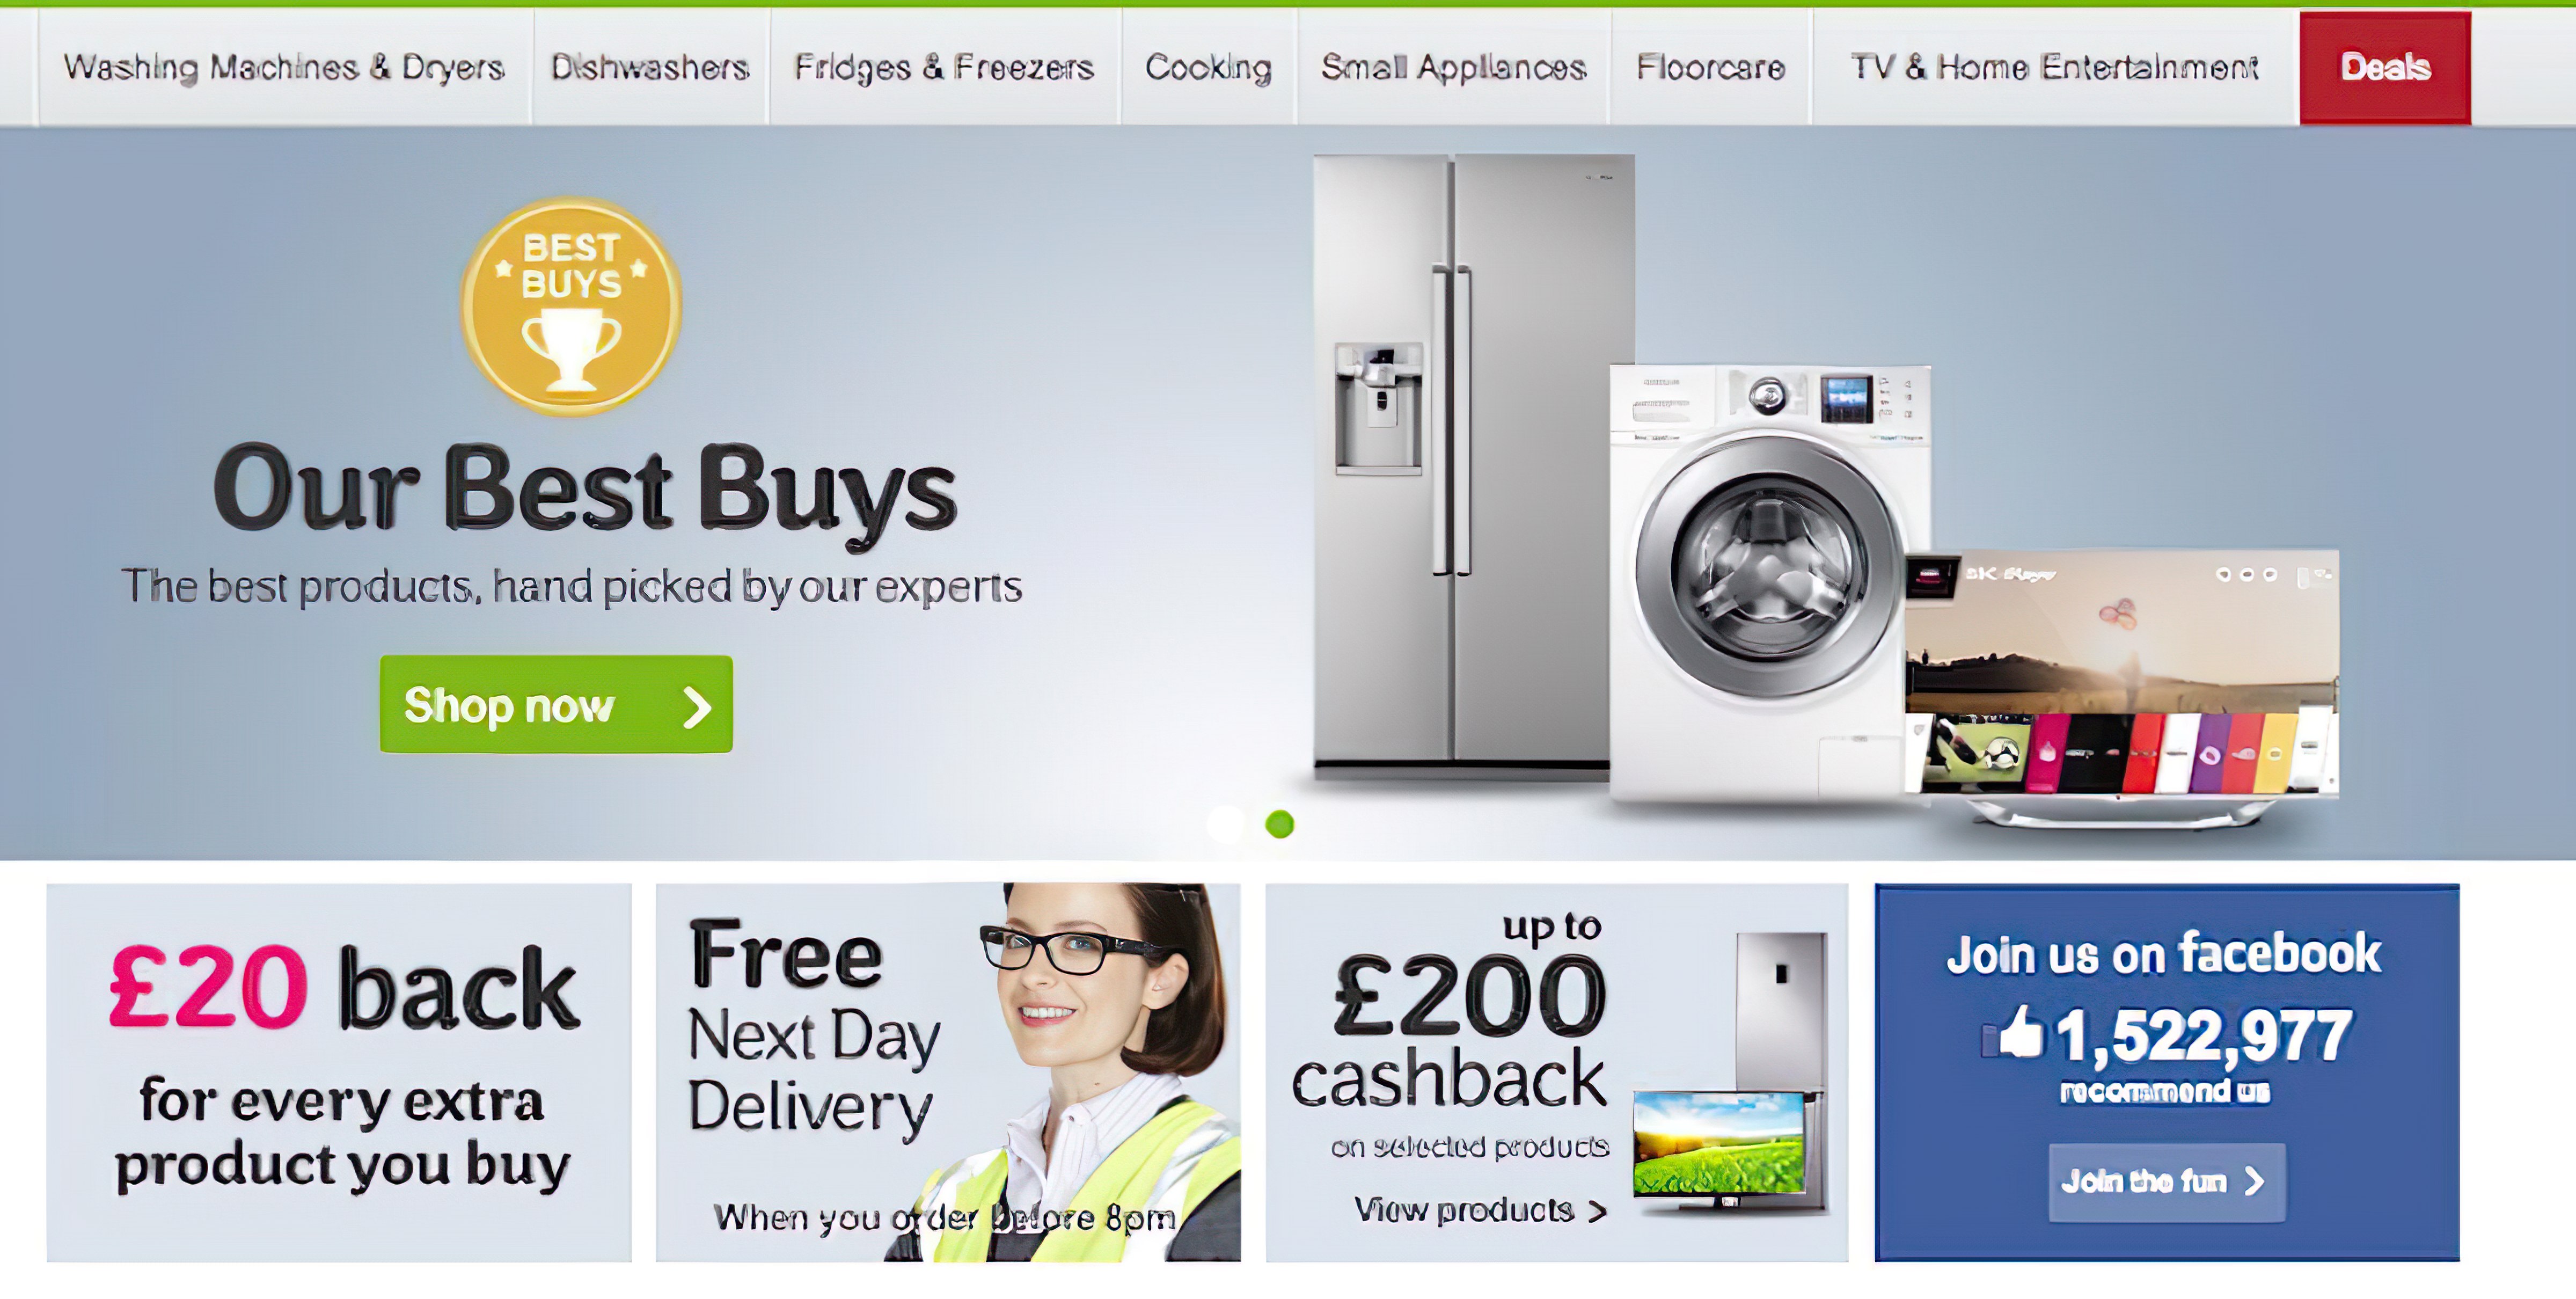 Washing Machines & Dryers
Dishwashers
Fridges & Freezers
Cooking
Small Appliances
Floorcare
TV & Home Entertainment
Deals
BEST
BUYS
Our Best Buys
The best products, hand picked by our experts
Shop now
£20 back
for every extra
product you buy
Free
Next Day
Delivery
When you order before 8pm
up to
£200
cashback
on selected products
View products >
Join us on facebook
1,522,977
recommend us
Join the fun